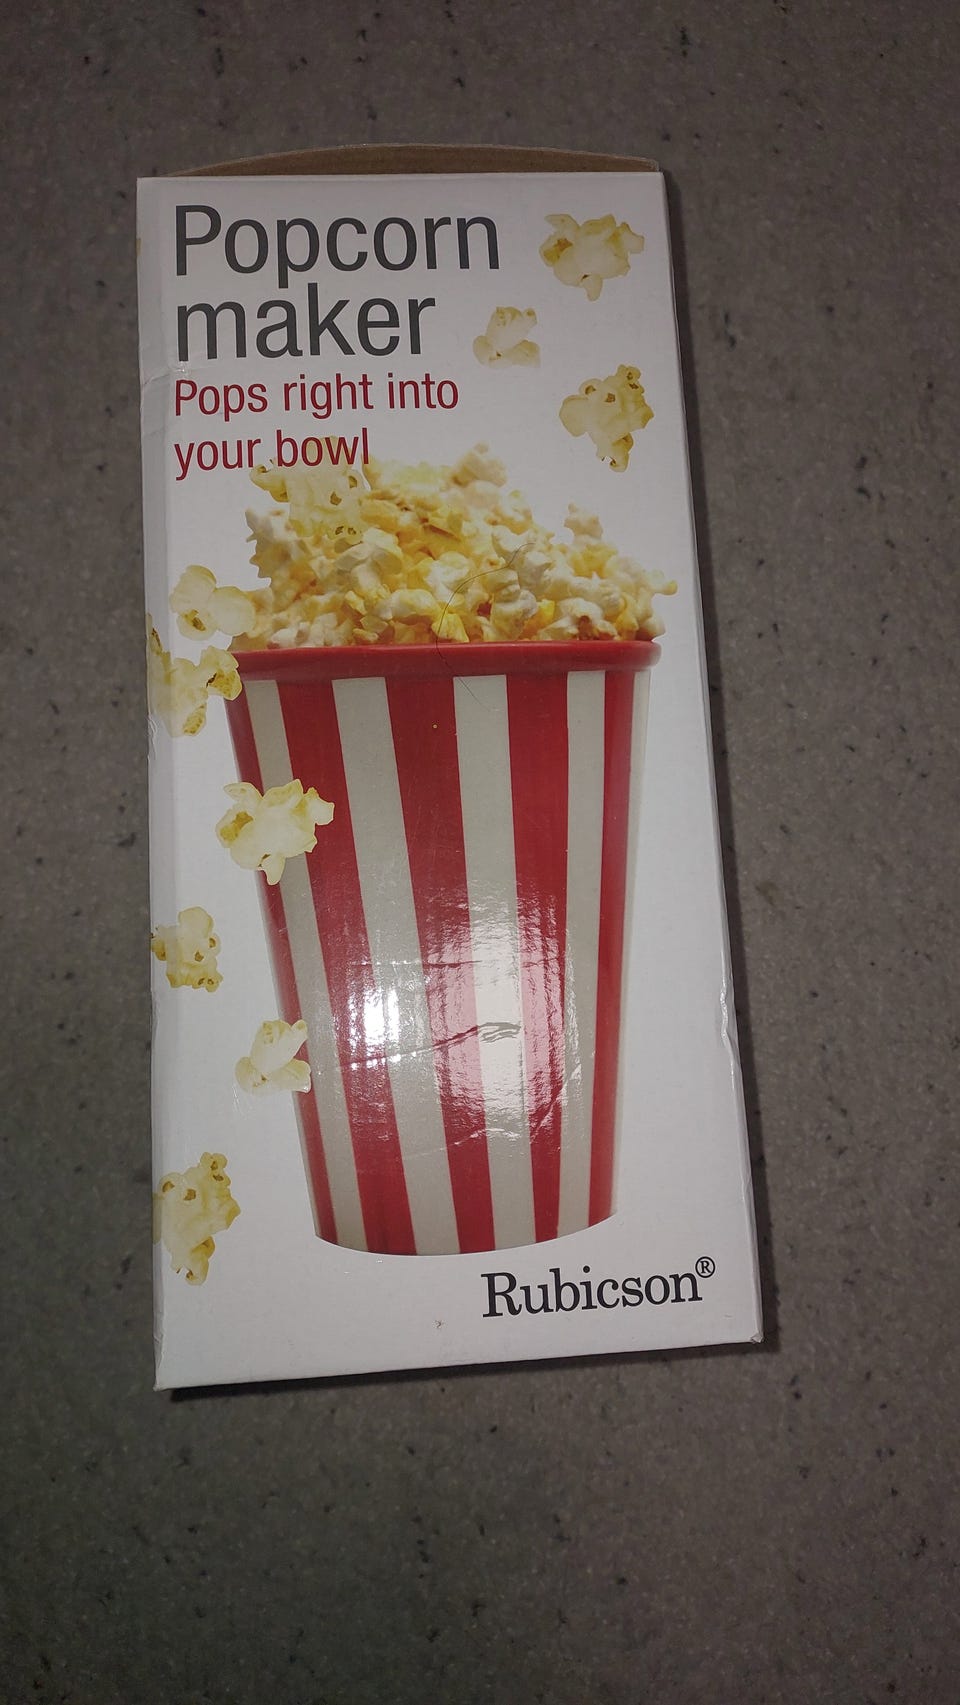 Popcorn
maker
Pops right into
your bowl
Rubicson®